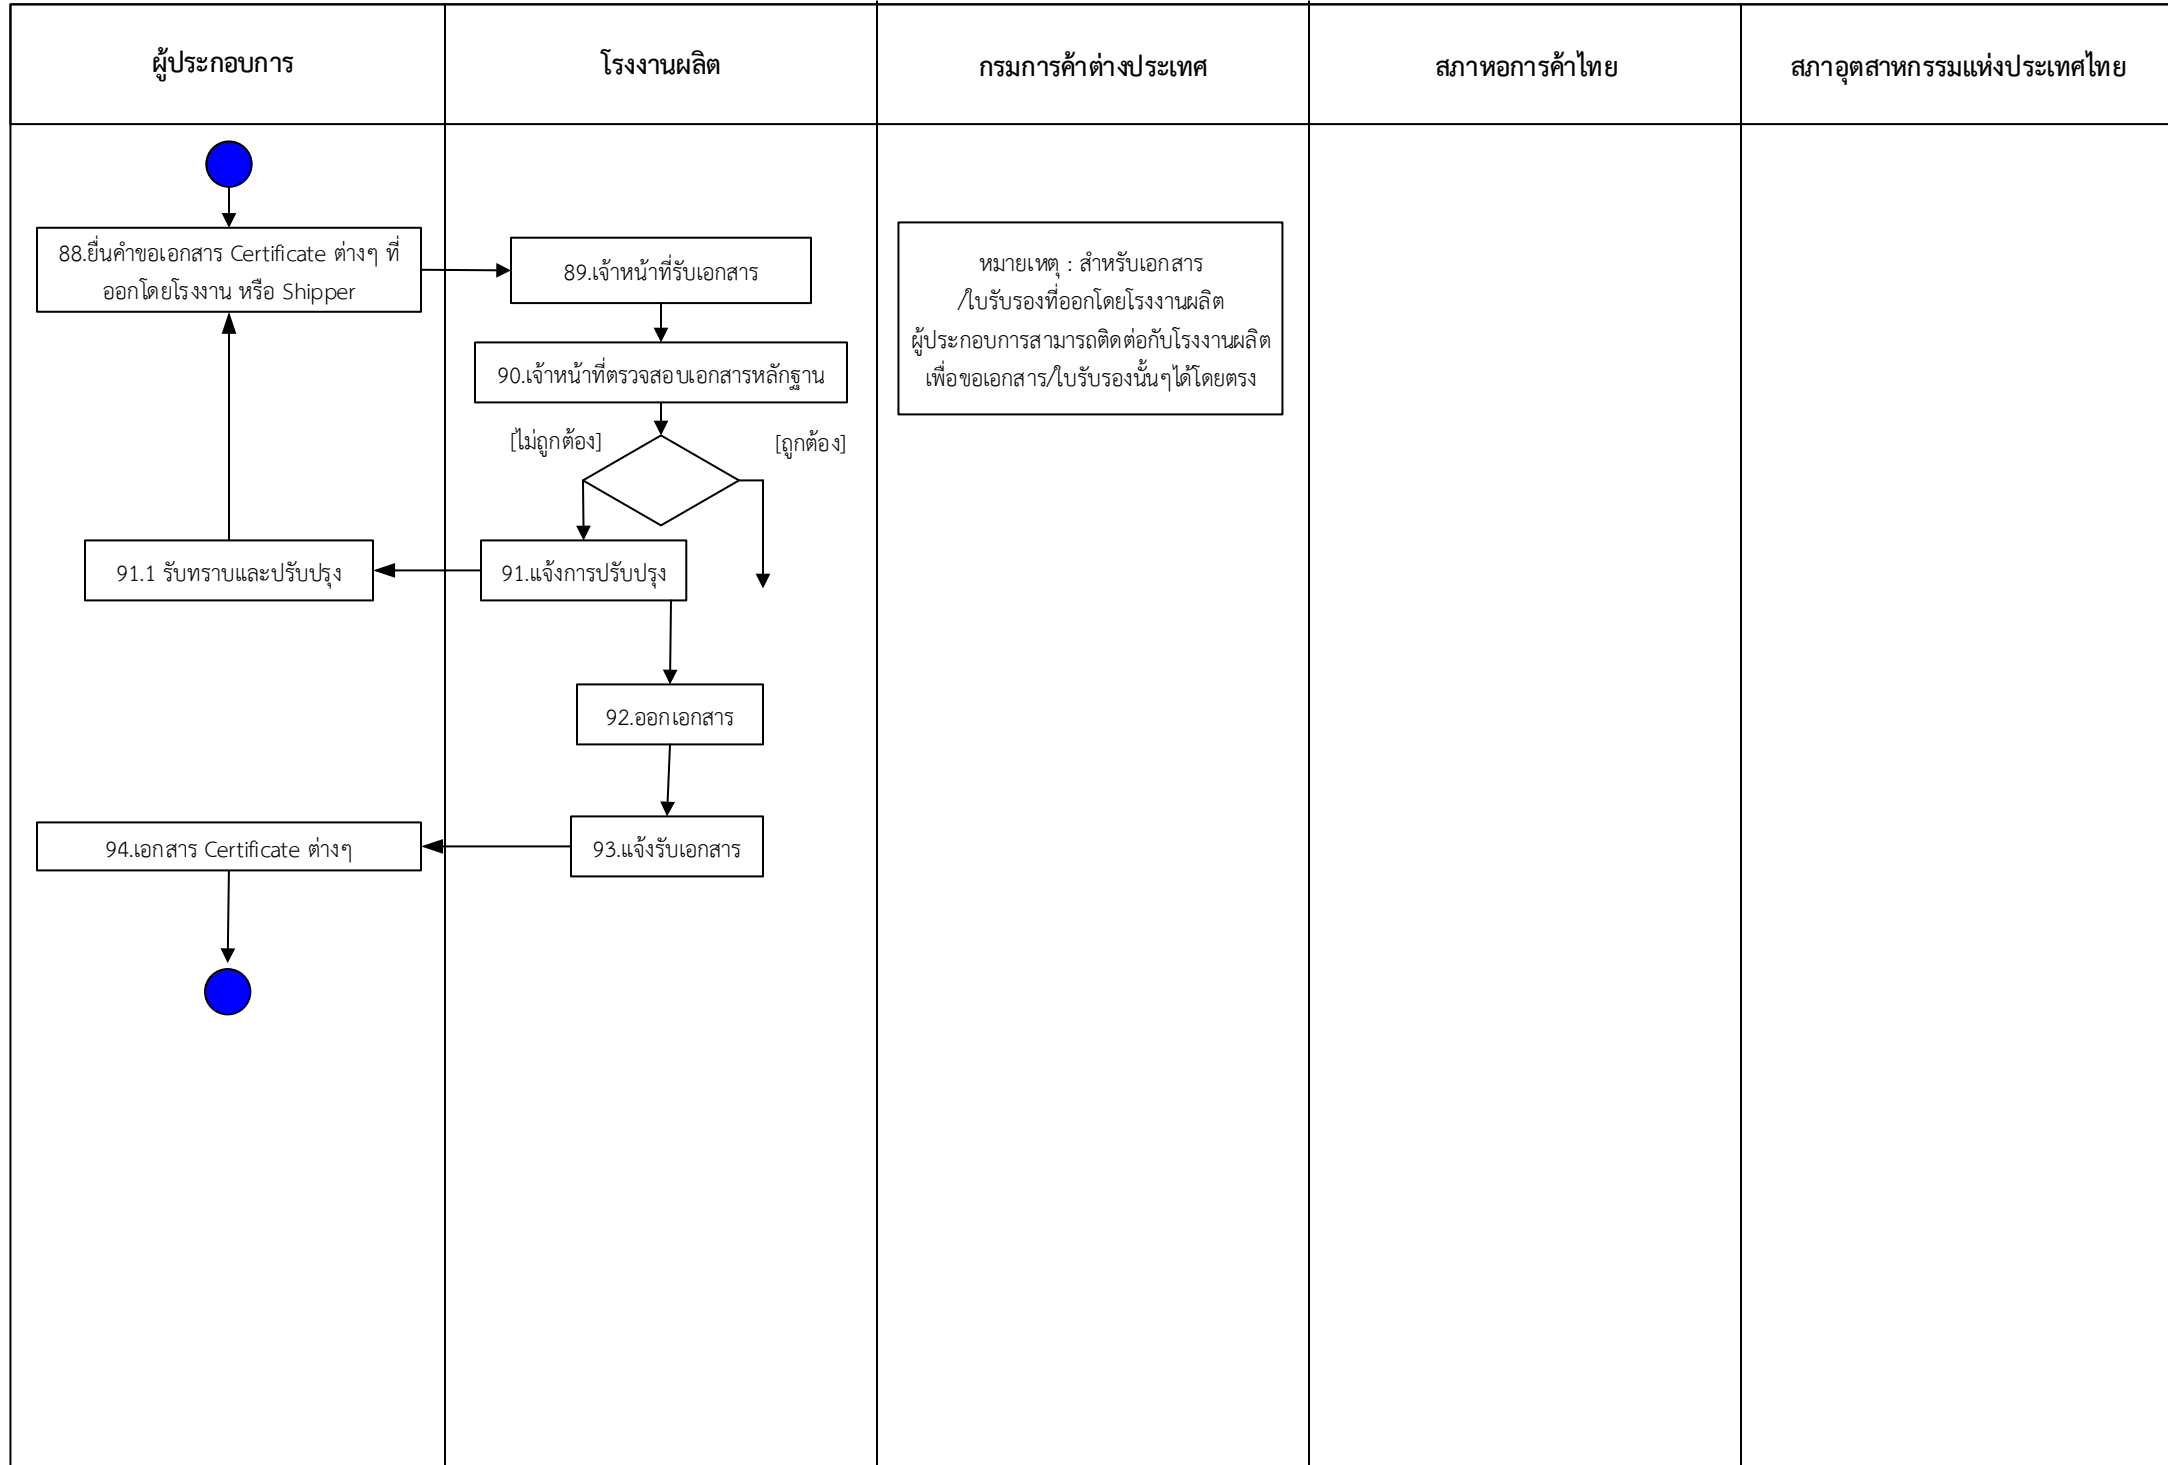 ผู้ประกอบการ
โรงงานผลิต
กรมการค้าต่างประเทศ
สภาหอการค้าไทย
สภาอุตสาหกรรมแห่งประเทศไทย
88.ยื่นคำขอเอกสาร Certificate ต่างๆ ที่
ออกโดยโรงงาน หรือ Shipper
89.เจ้าหน้าที่รับเอกสาร
หมายเหตุ : สำหรับเอกสาร
/ใบรับรองที่ออกโดยโรงงานผลิต
ผู้ประกอบการสามารถติดต่อกับโรงงานผลิต
เพื่อขอเอกสาร/ใบรับรองนั้นๆได้โดยตรง
90.เจ้าหน้าที่ตรวจสอบเอกสารหลักฐาน
[ไม่ถูกต้อง]
[ถูกต้อง]
91.1 รับทราบและปรับปรุง
91.แจ้งการปรับปรุง
92.ออกเอกสาร
94.เอกสาร Certificate ต่างๆ
93.แจ้งรับเอกสาร